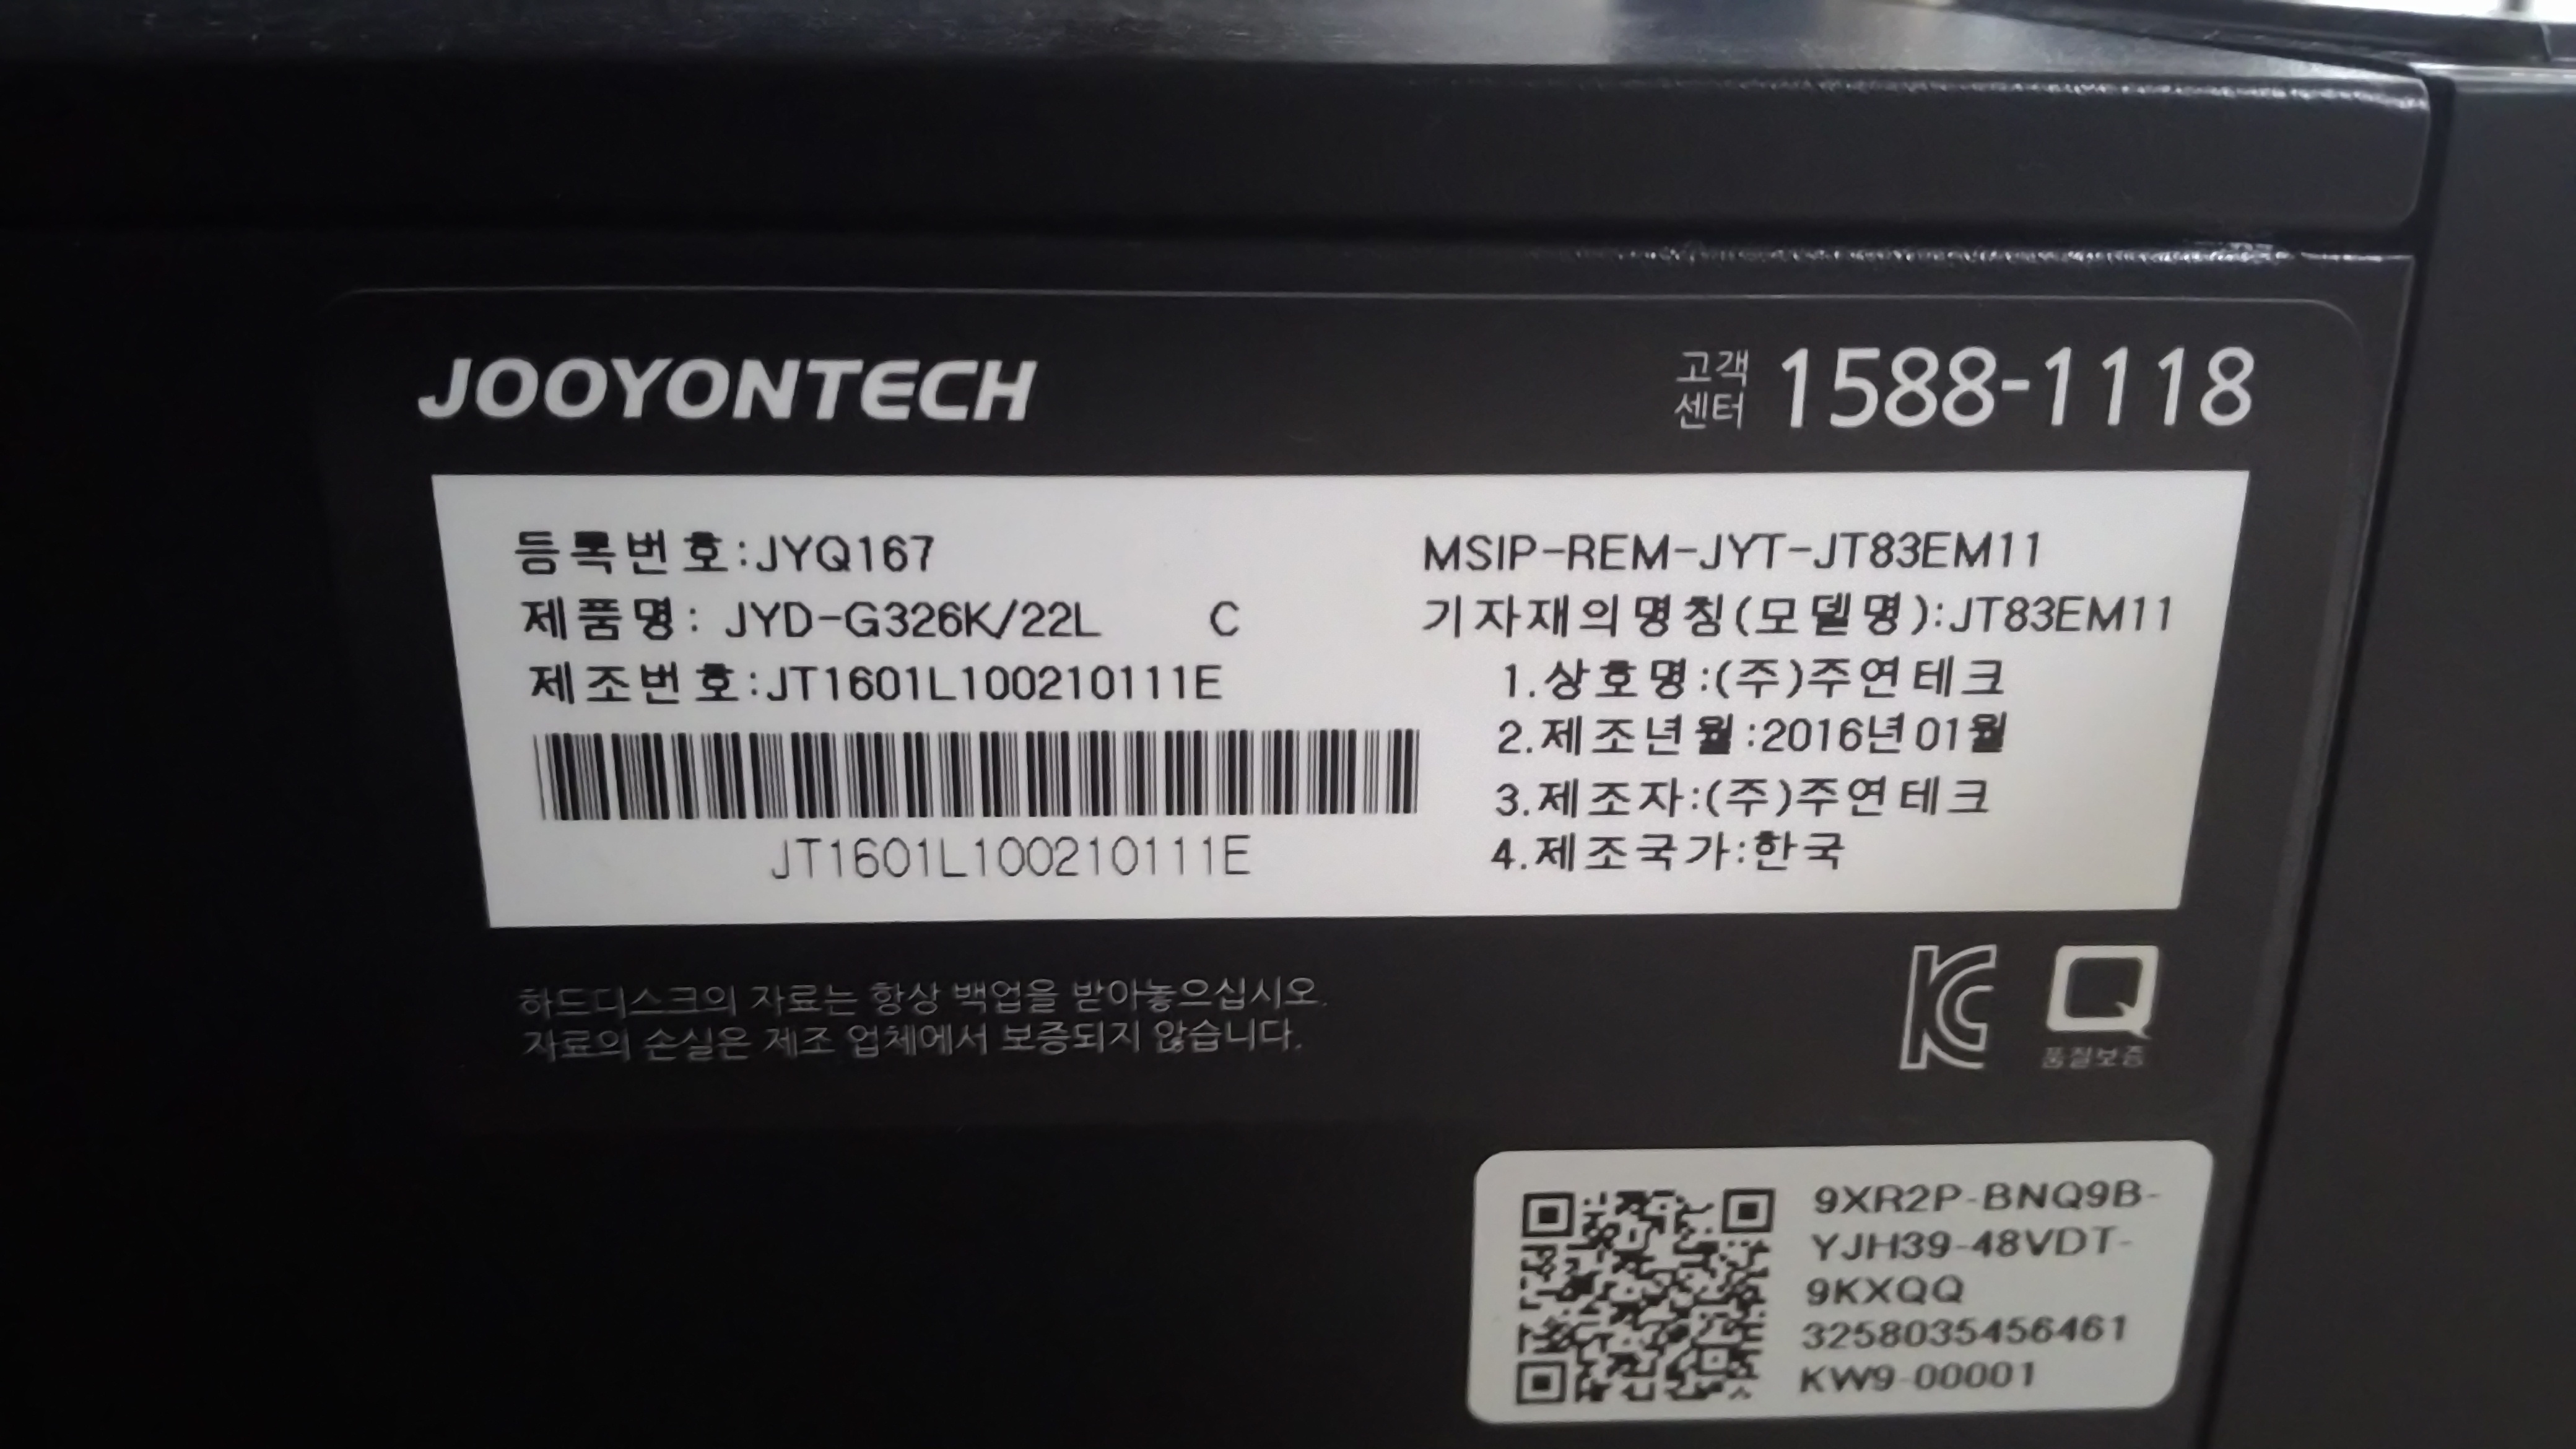 JOOYONTECH
고객
센터
1588-1118
등록번호:JYQ167
제품명: JYD-G326K/22L C
제조번호:JT1601L100210111E
JT1601L100210111E
MSIP-REM-JYT-JT83EM11
기자재의명칭(모델명):JT83EM11
1.상호명:(주)주연테크
2.제조년월:2016년01월
3.제조자:(주)주연테크
4.제조국가:한국
하드디스크의 자료는 항상 백업을 받아놓으십시오.
자료의 손실은 제조 업체에서 보증되지 않습니다.
KC
Q
품질보증
9XR2P-BNQ9B-
YJH39-48VDT-
9KXQQ
3258035456461
KW9-00001